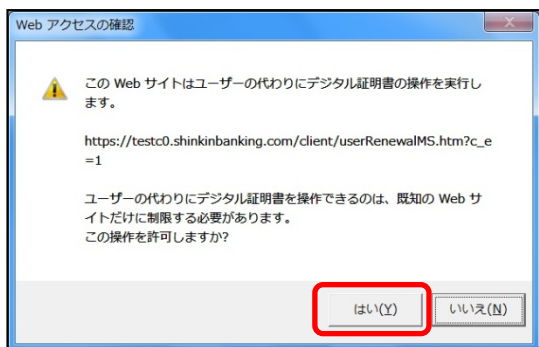 Web アクセスの確認
この Web サイトはユーザーの代わりにデジタル証明書の操作を実行し
ます。
https://testc0.shinkinbanking.com/client/userRenewalMS.htm?c_e
=1
ユーザーの代わりにデジタル証明書を操作できるのは、既知の Web サ
イトだけに制限する必要があります。
この操作を許可しますか?
はい(Y) いいえ(N)